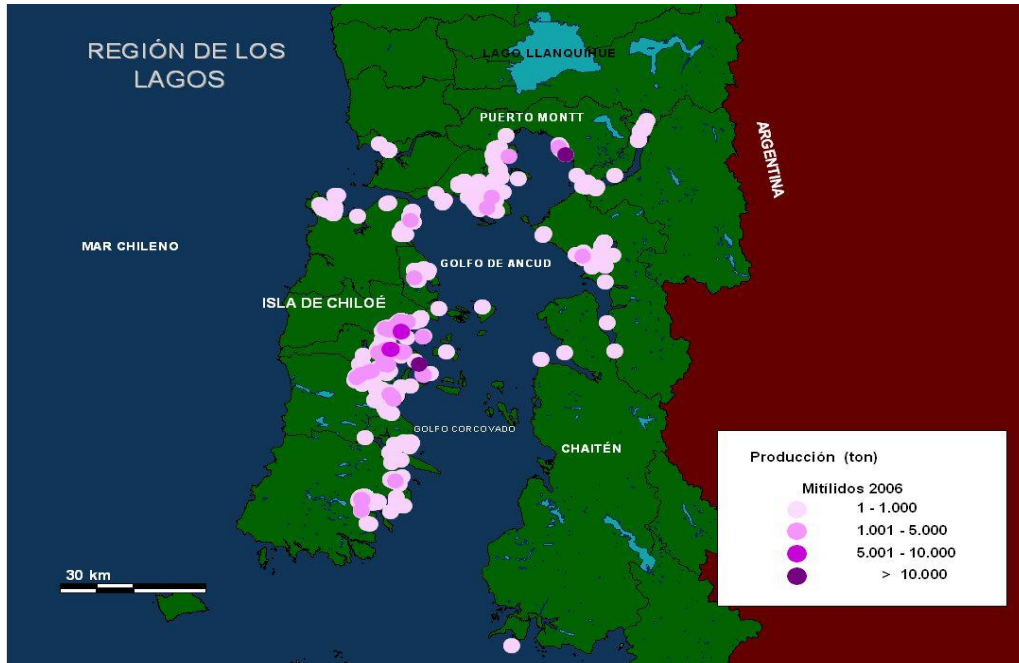 REGIÓN DE LOS
LAGOS
LAGO LLANQUIHUE
PUERTO MONTT
ARGENTINA
MAR CHILENO
GOLFO DE ANCUD
ISLA DE CHILOÉ
GOLFO CORCOVADO
CHAITÉN
Producción (ton)
Mitílidos 2006
1 - 1.000
1.001 - 5.000
5.001 - 10.000
> 10.000
30 km